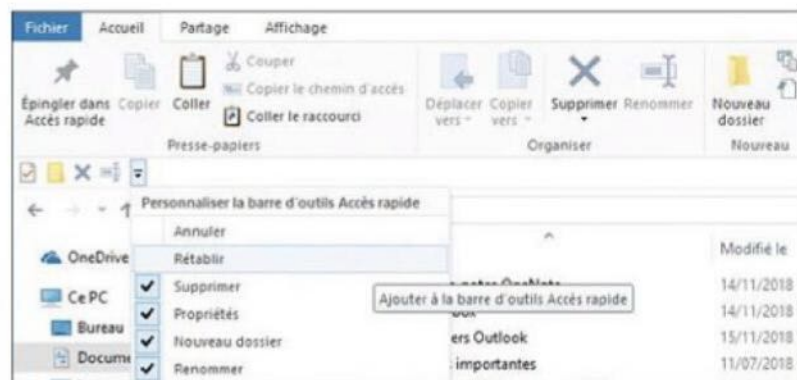 Fichier Accueil Partage Affichage
Couper
Copier le chemin d'accès
Coller le raccourci
Épingler dans Accès rapide
Copier
Coller
Déplacer vers
Copier vers
Supprimer
Renommer
Nouveau dossier
Presse-papiers Organiser Nouveau
Personnaliser la barre d'outils Accès rapide
Annuler
Rétablir
Supprimer
Propriétés
Nouveau dossier
Renommer
Ajouter à la barre d'outils Accès rapide
OneDrive
Ce PC
Bureau
Docume
Modifié le
14/11/2018
14/11/2018
ers Outlook 15/11/2018
importantes 11/07/2018